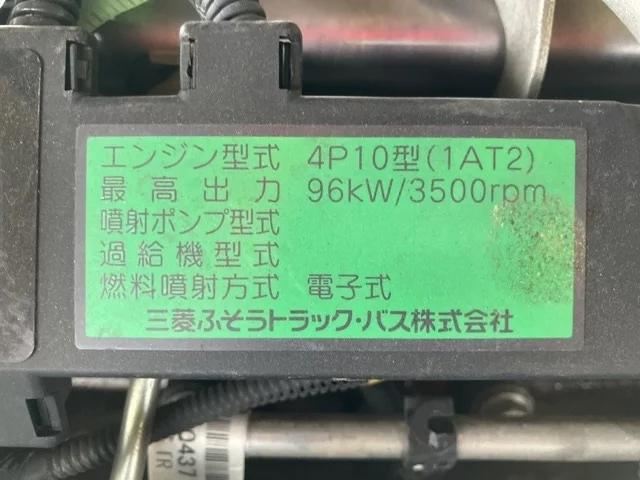 エンジン型式 4P10型(1AT2)
最高出力 96kW/3500rpm
噴射ポンプ型式
過給機型式
燃料噴射方式 電子式
三菱ふそうトラック・バス株式会社
0437